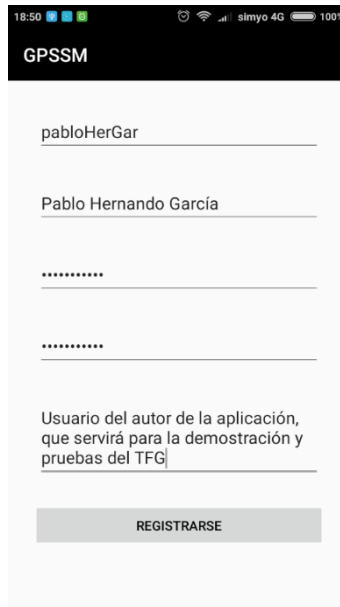 18:50 simyo 4G 100%
GPSSM
pabloHerGar
Pablo Hernando García
•••••••••••
•••••••••••
Usuario del autor de la aplicación,
que servirá para la demostración y
pruebas del TFG
REGISTRARSE